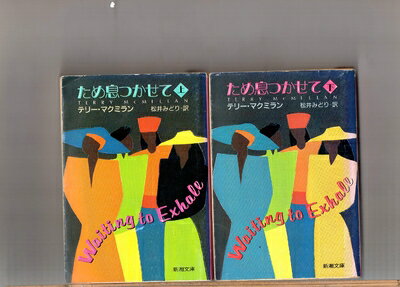 ため息つかせて 上
TERRY McMILLAN
テリー・マクミラン 松井みどり・訳
Waiting to Exhale
新潮文庫
ため息つかせて 下
TERRY McMILLAN
テリー・マクミラン 松井みどり・訳
Waiting to Exhale
新潮文庫